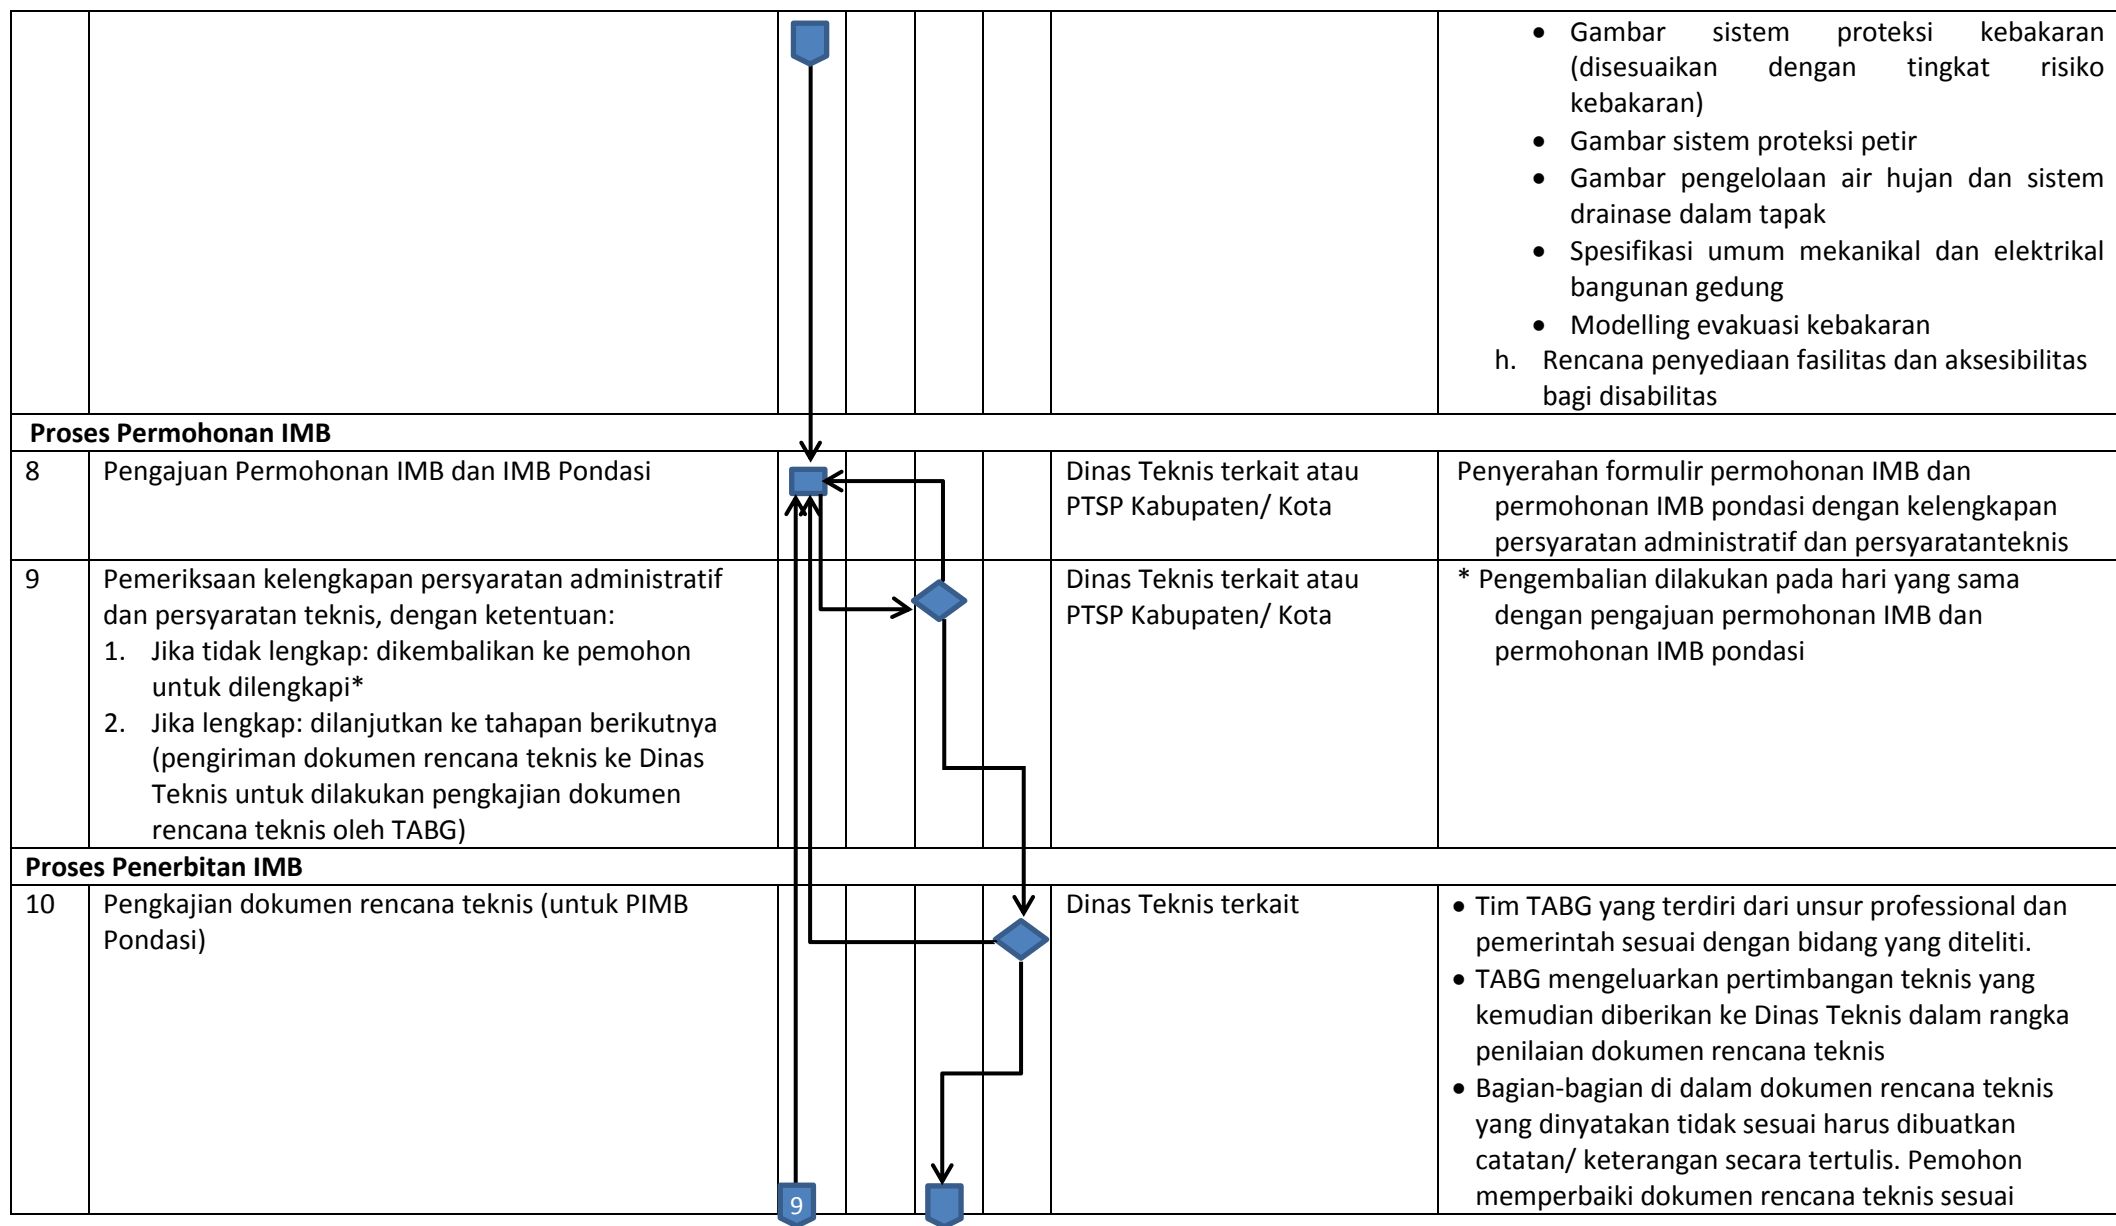 • Gambar sistem proteksi kebakaran
(disesuaikan dengan tingkat risiko
kebakaran)
• Gambar sistem proteksi petir
• Gambar pengelolaan air hujan dan sistem
drainase dalam tapak
• Spesifikasi umum mekanikal dan elektrikal
bangunan gedung
• Modelling evakuasi kebakaran
h. Rencana penyediaan fasilitas dan aksesibilitas
bagi disabilitas
Proses Permohonan IMB
8
Pengajuan Permohonan IMB dan IMB Pondasi
Dinas Teknis terkait atau
PTSP Kabupaten/ Kota
Penyerahan formulir permohonan IMB dan
permohonan IMB pondasi dengan kelengkapan
persyaratan administratif dan persyaratanteknis
9
Pemeriksaan kelengkapan persyaratan administratif
dan persyaratan teknis, dengan ketentuan:
1. Jika tidak lengkap: dikembalikan ke pemohon
untuk dilengkapi*
2. Jika lengkap: dilanjutkan ke tahapan berikutnya
(pengiriman dokumen rencana teknis ke Dinas
Teknis untuk dilakukan pengkajian dokumen
rencana teknis oleh TABG)
Dinas Teknis terkait atau
PTSP Kabupaten/ Kota
* Pengembalian dilakukan pada hari yang sama
dengan pengajuan permohonan IMB dan
permohonan IMB pondasi
Proses Penerbitan IMB
10
Pengkajian dokumen rencana teknis (untuk PIMB
Pondasi)
Dinas Teknis terkait
• Tim TABG yang terdiri dari unsur professional dan
pemerintah sesuai dengan bidang yang diteliti.
• TABG mengeluarkan pertimbangan teknis yang
kemudian diberikan ke Dinas Teknis dalam rangka
penilaian dokumen rencana teknis
• Bagian-bagian di dalam dokumen rencana teknis
yang dinyatakan tidak sesuai harus dibuatkan
catatan/ keterangan secara tertulis. Pemohon
memperbaiki dokumen rencana teknis sesuai
9